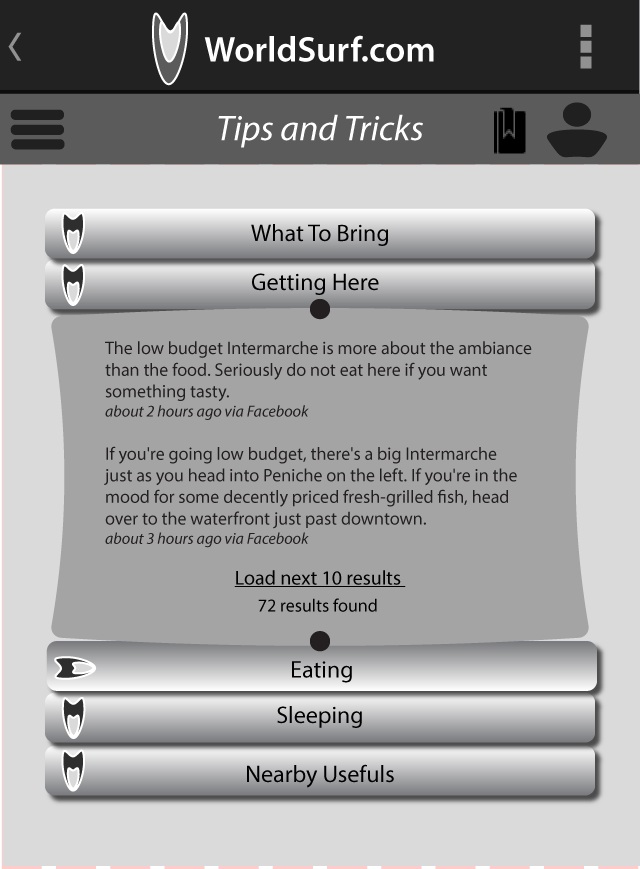 WorldSurf.com
Tips and Tricks
What To Bring
Getting Here
The low budget Intermarche is more about the ambiance
than the food. Seriously do not eat here if you want
something tasty.
about 2 hours ago via Facebook
If you're going low budget, there's a big Intermarche
just as you head into Peniche on the left. If you're in the
mood for some decently priced fresh-grilled fish, head
over to the waterfront just past downtown.
about 3 hours ago via Facebook
Load next 10 results
72 results found
Eating
Sleeping
Nearby Usefuls